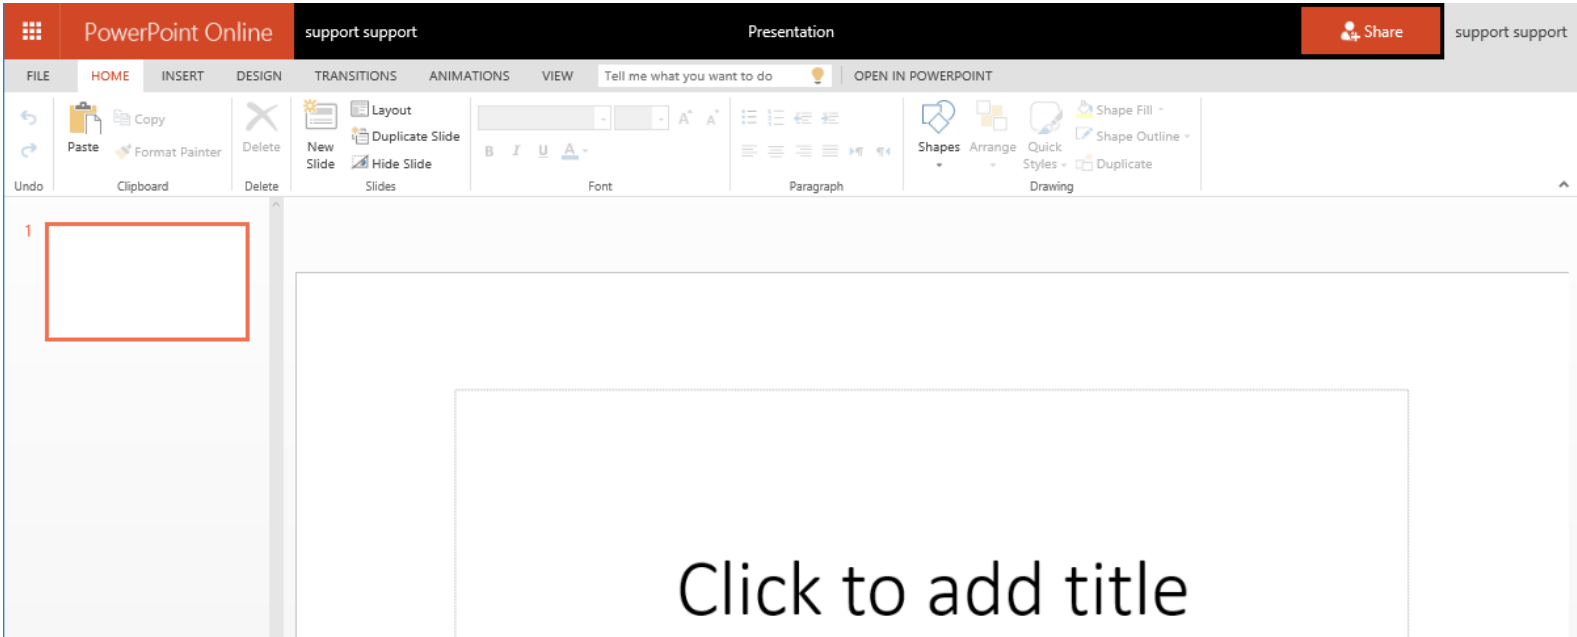 PowerPoint Online support support Presentation Share support support
FILE HOME INSERT DESIGN TRANSITIONS ANIMATIONS VIEW Tell me what you want to do OPEN IN POWERPOINT
Paste
Copy
Format Painter
Delete
New
Slide
Layout
Duplicate Slide
Hide Slide
B I U A
Shapes
Arrange
Quick
Styles
Shape Fill
Shape Outline
Duplicate
Undo Clipboard Delete Slides Font Paragraph Drawing
1
Click to add title